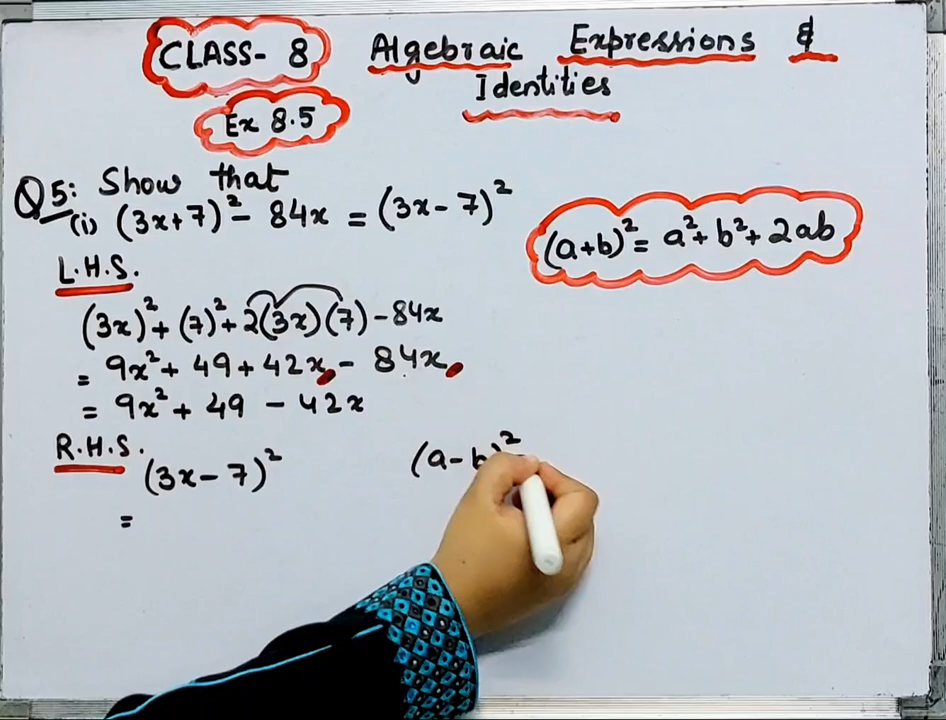 CLASS- 8 Algebraic Expressions &
Identities
Ex 8.5
Q5: Show that
(i) (3x+7)² - 84x = (3x-7)²
(a+b)² = a² + b² + 2ab
L.H.S.
(3x)² + (7)² + 2(3x)(7) - 84x
= 9x² + 49 + 42x - 84x
= 9x² + 49 - 42x
R.H.S.
(3x - 7)² (a - b)²
=